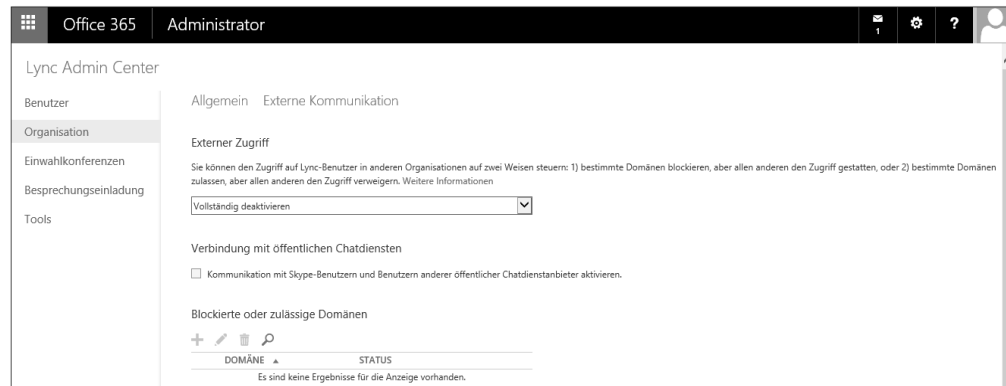 Office 365 Administrator 1 ?
Lync Admin Center
Benutzer
Organisation
Einwahlkonferenzen
Besprechungseinladung
Tools
Allgemein Externe Kommunikation
Externer Zugriff
Sie können den Zugriff auf Lync-Benutzer in anderen Organisationen auf zwei Weisen steuern: 1) bestimmte Domänen blockieren, aber allen anderen den Zugriff gestatten, oder 2) bestimmte Domänen
zulassen, aber allen anderen den Zugriff verweigern. Weitere Informationen
Vollständig deaktivieren
Verbindung mit öffentlichen Chatdiensten
Kommunikation mit Skype-Benutzern und Benutzern anderer öffentlicher Chatdienstanbieter aktivieren.
Blockierte oder zulässige Domänen
DOMÄNE STATUS
Es sind keine Ergebnisse für die Anzeige vorhanden.